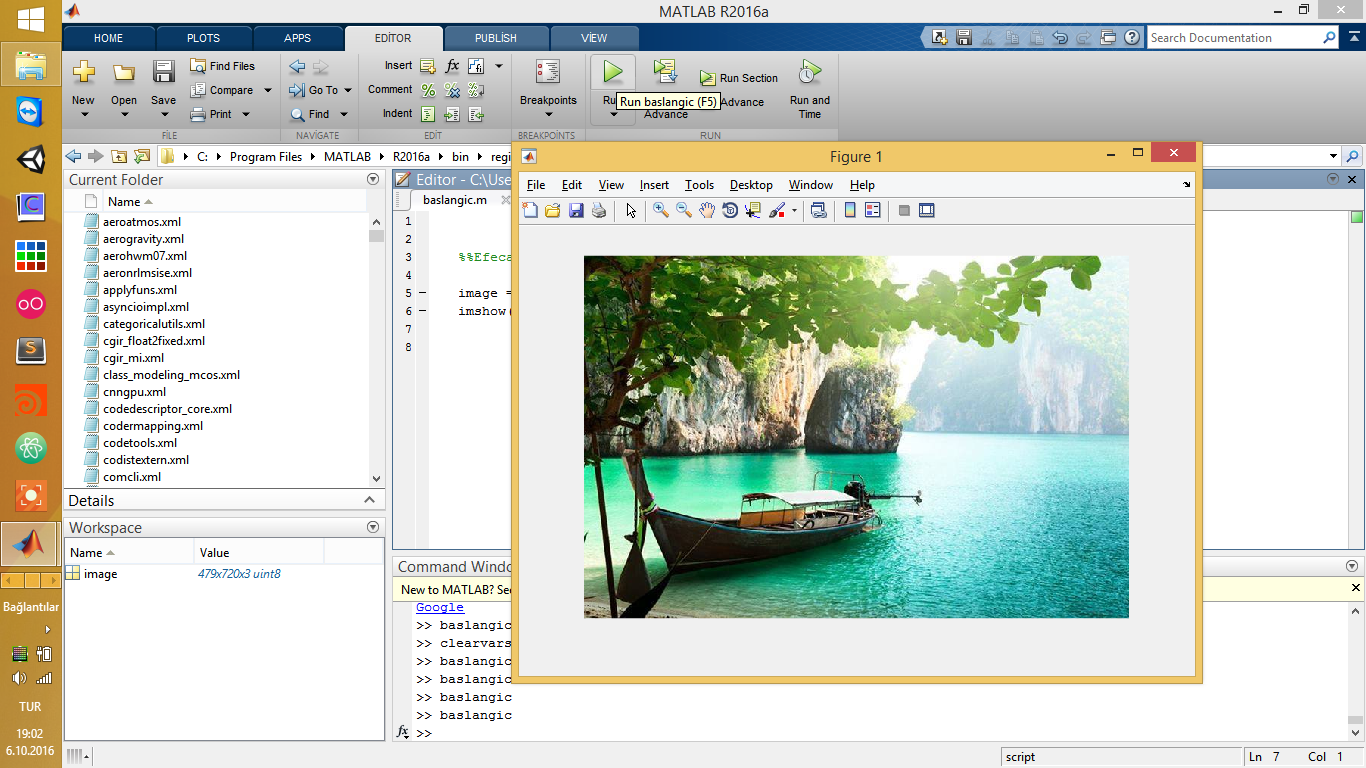 MATLAB R2016a
HOME PLOTS APPS EDITOR PUBLISH VIEW
Search Documentation
New Open Save
Find Files
Compare
Print
Go To
Find
Insert
Comment
Indent
fx
Breakpoints
Run
Run baslangic (F5)
Advance
Run Section
Advance
Run and Time
FILE NAVIGATE EDIT BREAKPOINTS RUN
C: Program Files MATLAB R2016a bin regi
Current Folder
Name
aeroatmos.xml
aerogravity.xml
aerohwm07.xml
aeronrlmsise.xml
applyfuns.xml
asyncioimpl.xml
categoricalutils.xml
cgir_float2fixed.xml
cgir_mi.xml
class_modeling_mcos.xml
cnngpu.xml
codedescriptor_core.xml
codermapping.xml
codetools.xml
codistextern.xml
comcli.xml
Details
Workspace
Name Value
image 479x720x3 uint8
Editor - C:\Use
baslangic.m
1
2
3 %%Efeca
5 image =
6 imshow(
7
8
Figure 1
File Edit View Insert Tools Desktop Window Help
Command Windo
New to MATLAB? See
Google
>> baslangic
>> clearvars
>> baslangic
>> baslangic
>> baslangic
>> baslangic
fx >>
script Ln 7 Col 1
Bağlantılar
TUR
19:02
6.10.2016